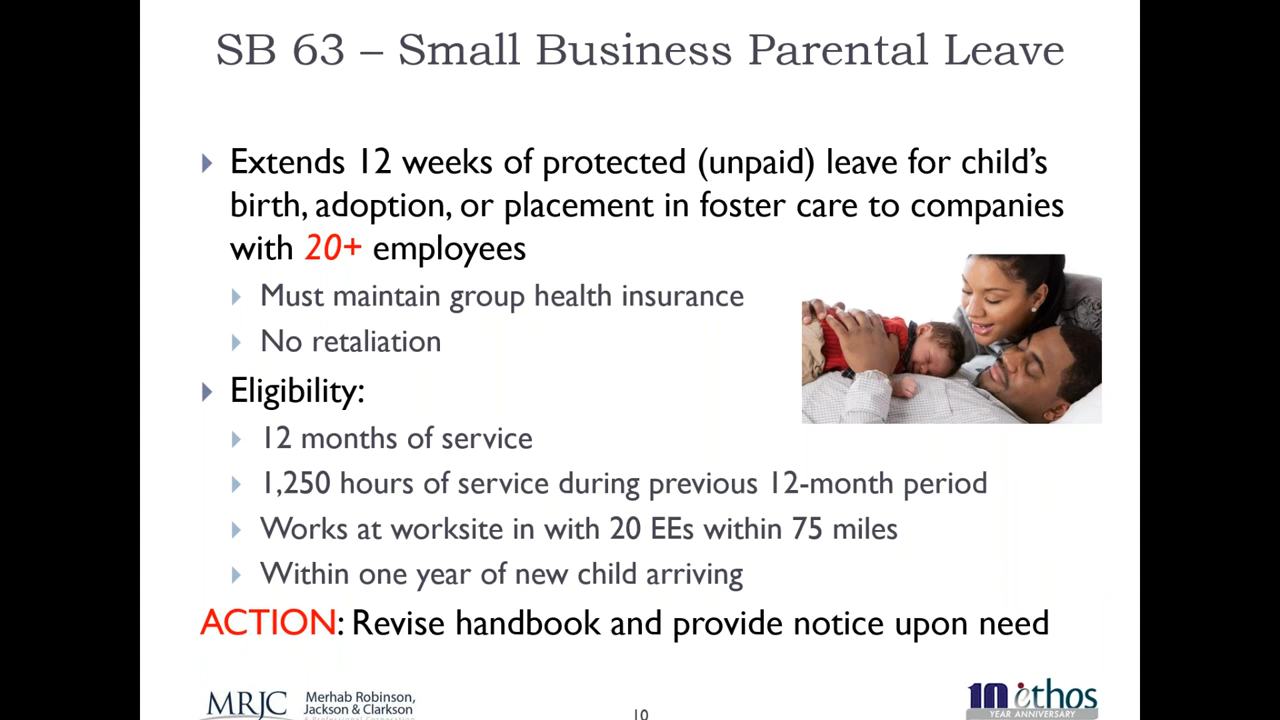 SB 63 – Small Business Parental Leave
Extends 12 weeks of protected (unpaid) leave for child's
birth, adoption, or placement in foster care to companies
with 20+ employees
Must maintain group health insurance
No retaliation
Eligibility:
12 months of service
1,250 hours of service during previous 12-month period
Works at worksite in with 20 EEs within 75 miles
Within one year of new child arriving
ACTION: Revise handbook and provide notice upon need
MRJC
Merhab Robinson,
Jackson & Clarkson
A Professional Corporation
10
10 ethos
YEAR ANNIVERSARY